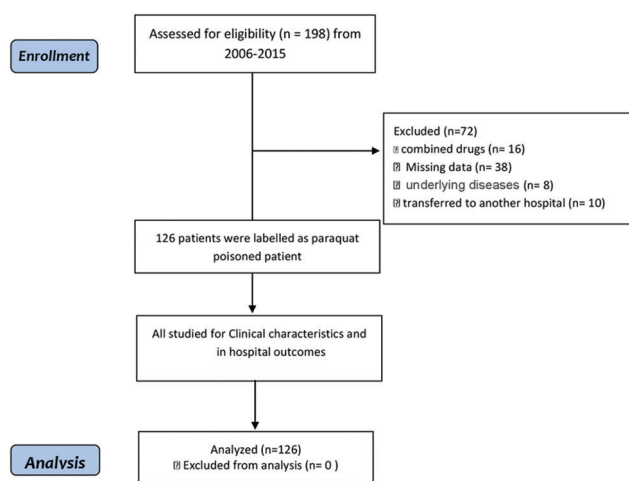 Enrollment
Assessed for eligibility (n = 198) from
2006-2015
Excluded (n=72)
combined drugs (n= 16)
Missing data (n= 38)
underlying diseases (n= 8)
transferred to another hospital (n= 10)
126 patients were labelled as paraquat
poisoned patient
All studied for Clinical characteristics and
in hospital outcomes
Analysis
Analyzed (n=126)
Excluded from analysis (n= 0 )